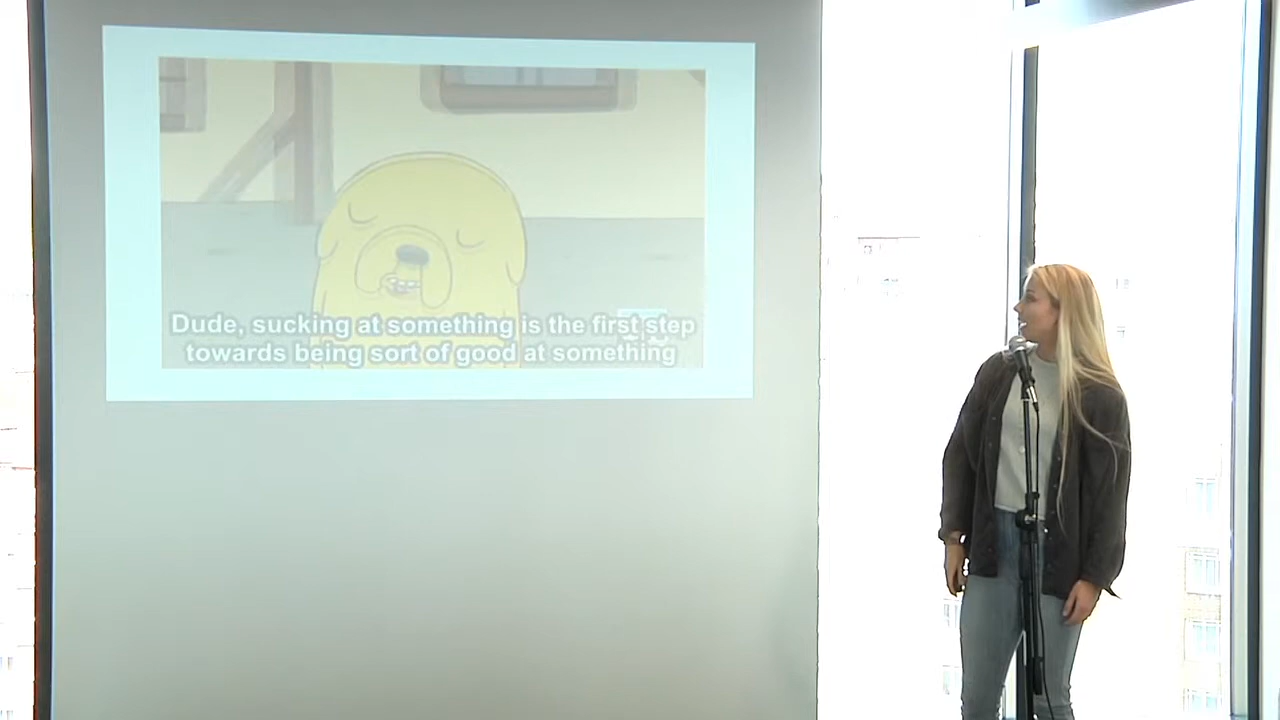 Dude, sucking at something is the first step
towards being sort of good at something